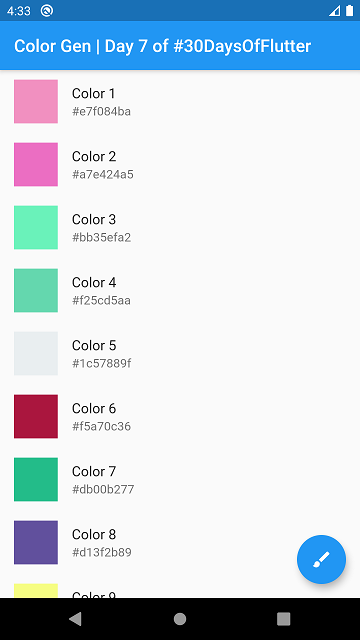 4:33
Color Gen | Day 7 of #30DaysOfFlutter
Color 1
#e7f084ba
Color 2
#a7e424a5
Color 3
#bb35efa2
Color 4
#f25cd5aa
Color 5
#1c57889f
Color 6
#f5a70c36
Color 7
#db00b277
Color 8
#d13f2b89
Color 9